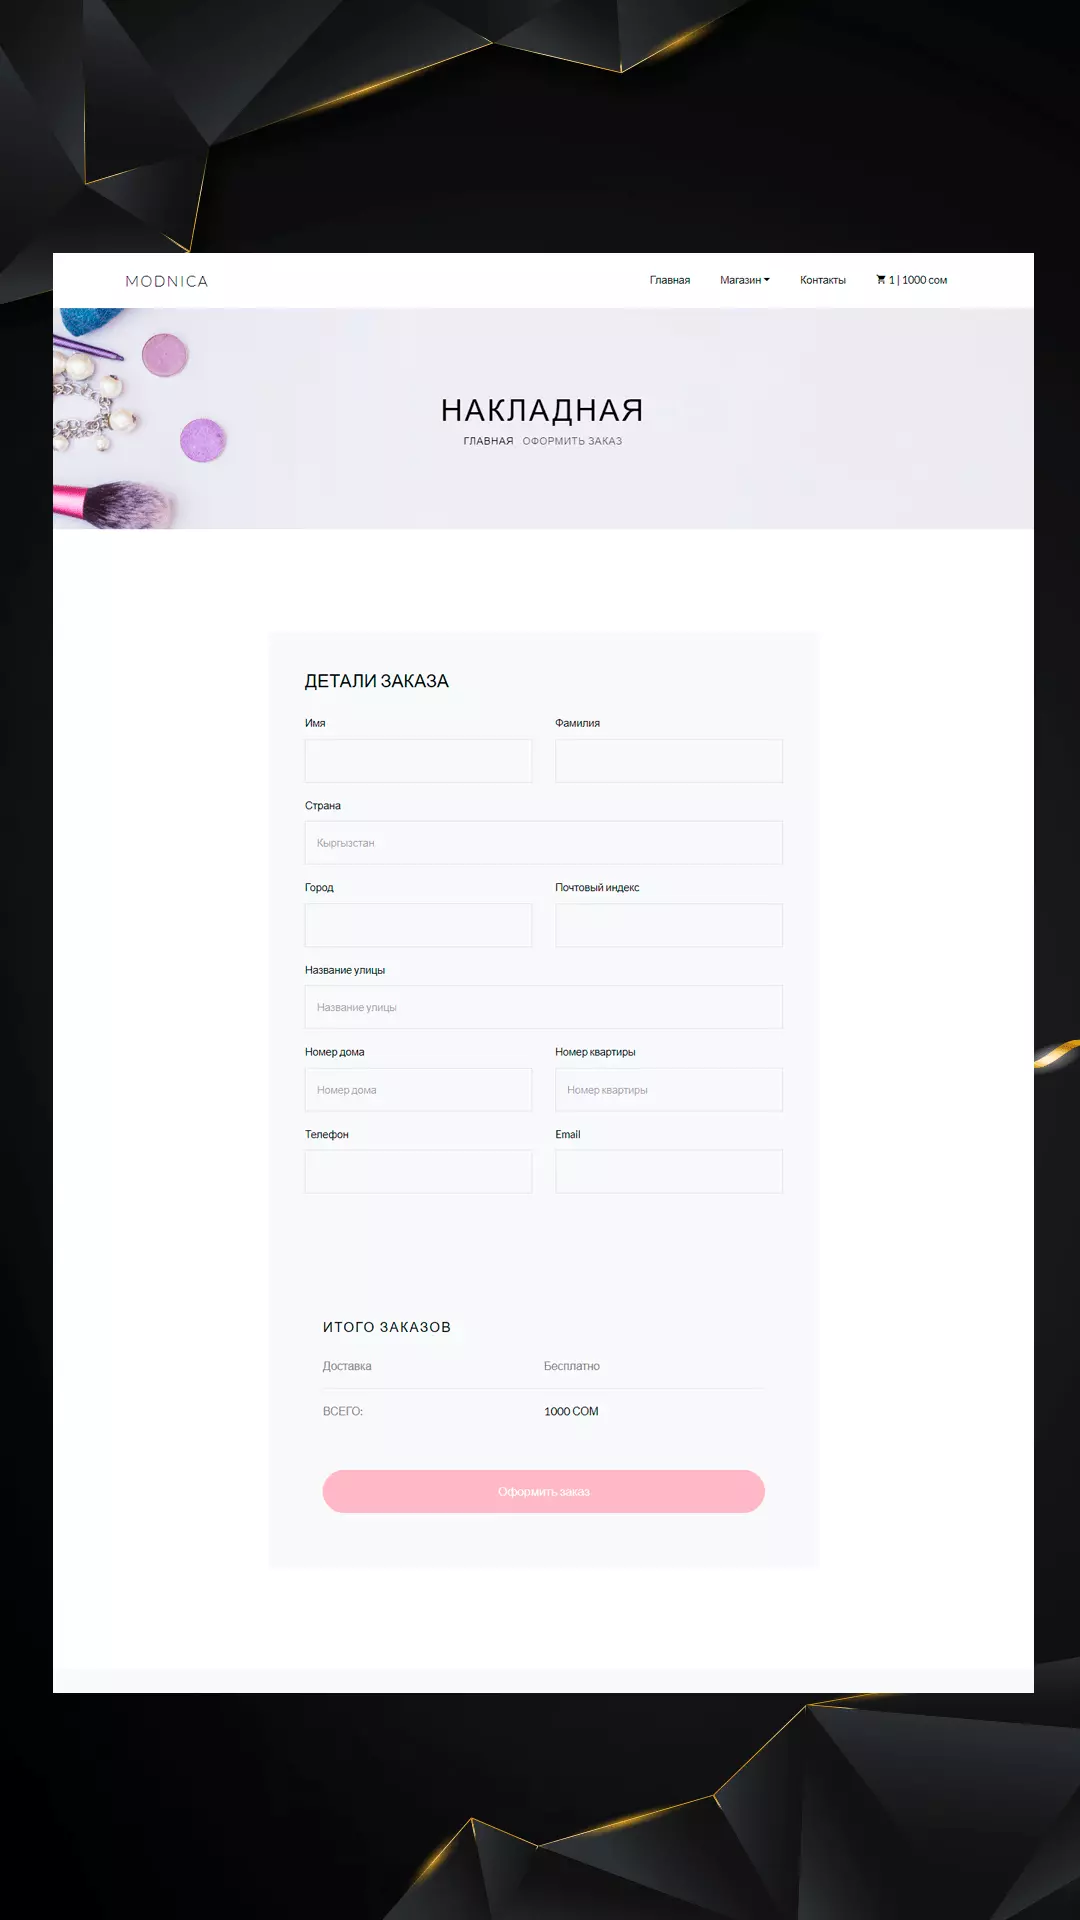 MODNICA
Главная Магазин Контакты 1 | 1000 сом
НАКЛАДНАЯ
ГЛАВНАЯ ОФОРМИТЬ ЗАКАЗ
ДЕТАЛИ ЗАКАЗА
Имя Фамилия
Страна
Кыргызстан
Город Почтовый индекс
Название улицы
Название улицы
Номер дома Номер квартиры
Номер дома Номер квартиры
Телефон Email
ИТОГО ЗАКАЗОВ
Доставка Бесплатно
ВСЕГО: 1000 СОМ
Оформить заказ